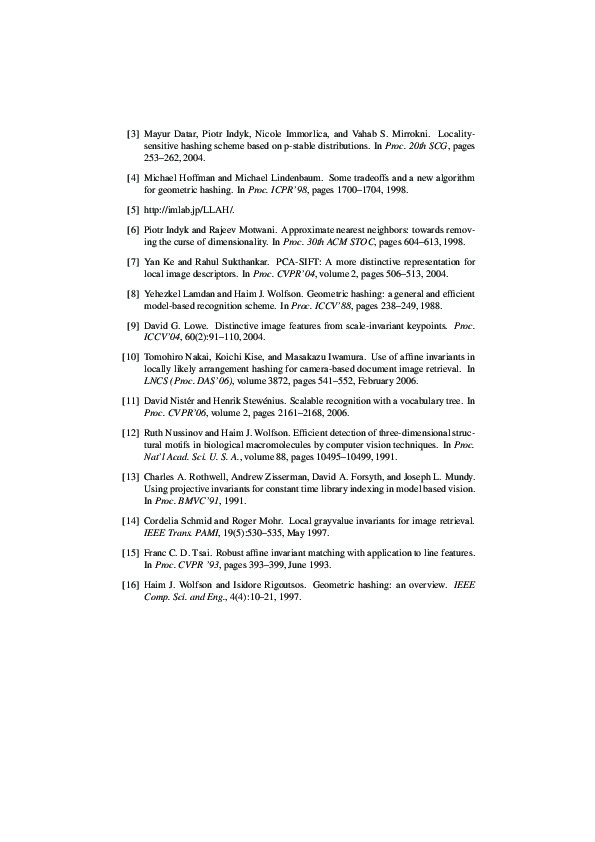 [3] Mayur Datar, Piotr Indyk, Nicole Immorlica, and Vahab S. Mirrokni. Locality-
sensitive hashing scheme based on p-stable distributions. In Proc. 20th SCG, pages
253–262, 2004.
[4] Michael Hoffman and Michael Lindenbaum. Some tradeoffs and a new algorithm
for geometric hashing. In Proc. ICPR'98, pages 1700–1704, 1998.
[5] http://imlab.jp/LLAH/.
[6] Piotr Indyk and Rajeev Motwani. Approximate nearest neighbors: towards remov-
ing the curse of dimensionality. In Proc. 30th ACM STOC, pages 604–613, 1998.
[7] Yan Ke and Rahul Sukthankar. PCA-SIFT: A more distinctive representation for
local image descriptors. In Proc. CVPR'04, volume 2, pages 506–513, 2004.
[8] Yehezkel Lamdan and Haim J. Wolfson. Geometric hashing: a general and efficient
model-based recognition scheme. In Proc. ICCV'88, pages 238–249, 1988.
[9] David G. Lowe. Distinctive image features from scale-invariant keypoints. Proc.
ICCV'04, 60(2):91–110, 2004.
[10] Tomohiro Nakai, Koichi Kise, and Masakazu Iwamura. Use of affine invariants in
locally likely arrangement hashing for camera-based document image retrieval. In
LNCS (Proc. DAS'06), volume 3872, pages 541–552, February 2006.
[11] David Nistér and Henrik Stewénius. Scalable recognition with a vocabulary tree. In
Proc. CVPR'06, volume 2, pages 2161–2168, 2006.
[12] Ruth Nussinov and Haim J. Wolfson. Efficient detection of three-dimensional struc-
tural motifs in biological macromolecules by computer vision techniques. In Proc.
Nat'l Acad. Sci. U. S. A., volume 88, pages 10495–10499, 1991.
[13] Charles A. Rothwell, Andrew Zisserman, David A. Forsyth, and Joseph L. Mundy.
Using projective invariants for constant time library indexing in model based vision.
In Proc. BMVC'91, 1991.
[14] Cordelia Schmid and Roger Mohr. Local grayvalue invariants for image retrieval.
IEEE Trans. PAMI, 19(5):530–535, May 1997.
[15] Franc C. D. Tsai. Robust affine invariant matching with application to line features.
In Proc. CVPR '93, pages 393–399, June 1993.
[16] Haim J. Wolfson and Isidore Rigoutsos. Geometric hashing: an overview. IEEE
Comp. Sci. and Eng., 4(4):10–21, 1997.